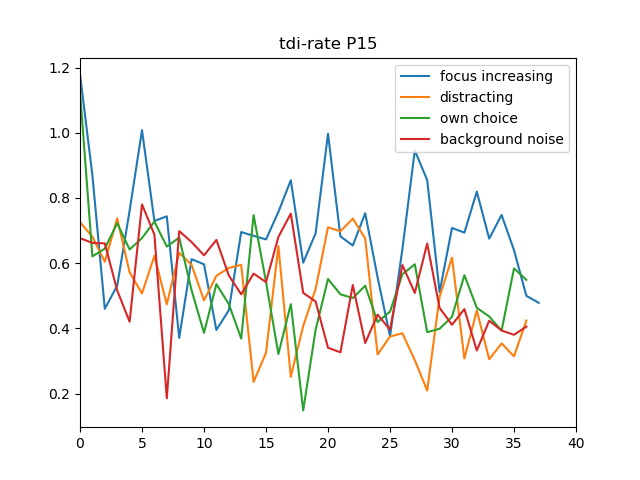 tdi-rate P15
focus increasing
distracting
own choice
background noise
1.2
1.0
0.8
0.6
0.4
0.2
0 5 10 15 20 25 30 35 40